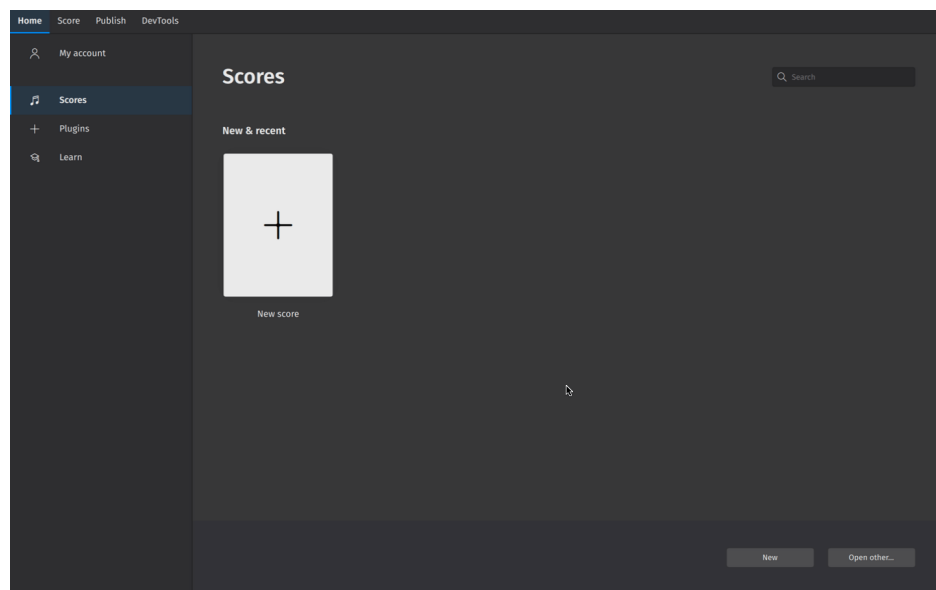 Home Score Publish DevTools
My account
Scores
Plugins
Learn
Scores
Search
New & recent
New score
New Open other...